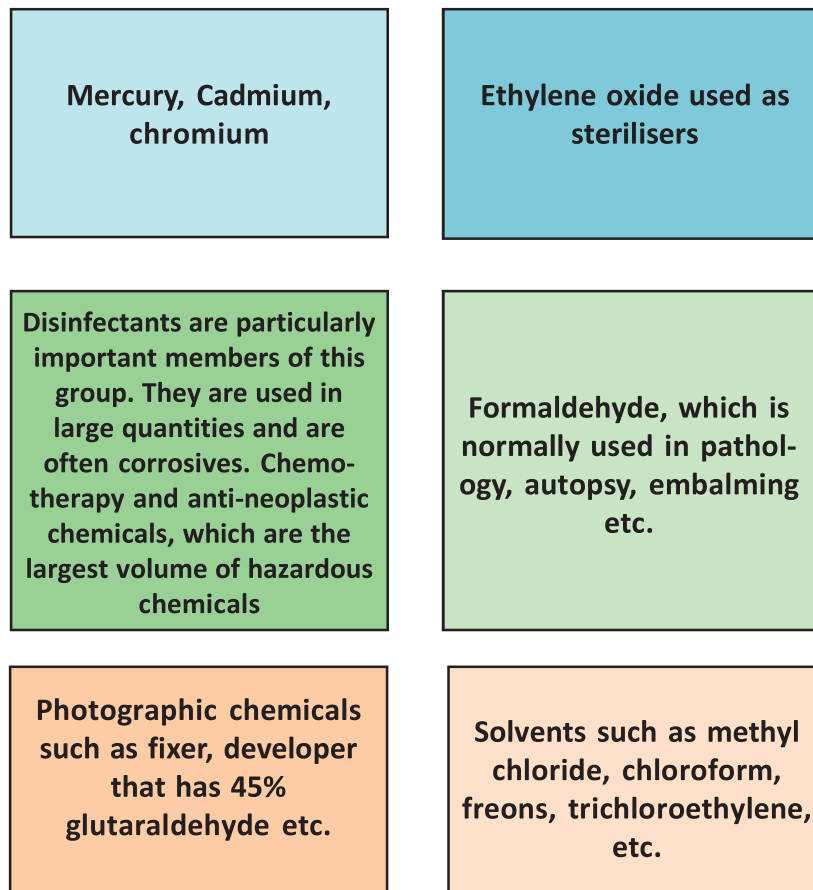 Mercury, Cadmium,
chromium
Ethylene oxide used as
sterilisers
Disinfectants are particularly
important members of this
group. They are used in
large quantities and are
often corrosives. Chemo-
therapy and anti-neoplastic
chemicals, which are the
largest volume of hazardous
chemicals
Formaldehyde, which is
normally used in pathol-
ogy, autopsy, embalming
etc.
Photographic chemicals
such as fixer, developer
that has 45%
glutaraldehyde etc.
Solvents such as methyl
chloride, chloroform,
freons, trichloroethylene,
etc.